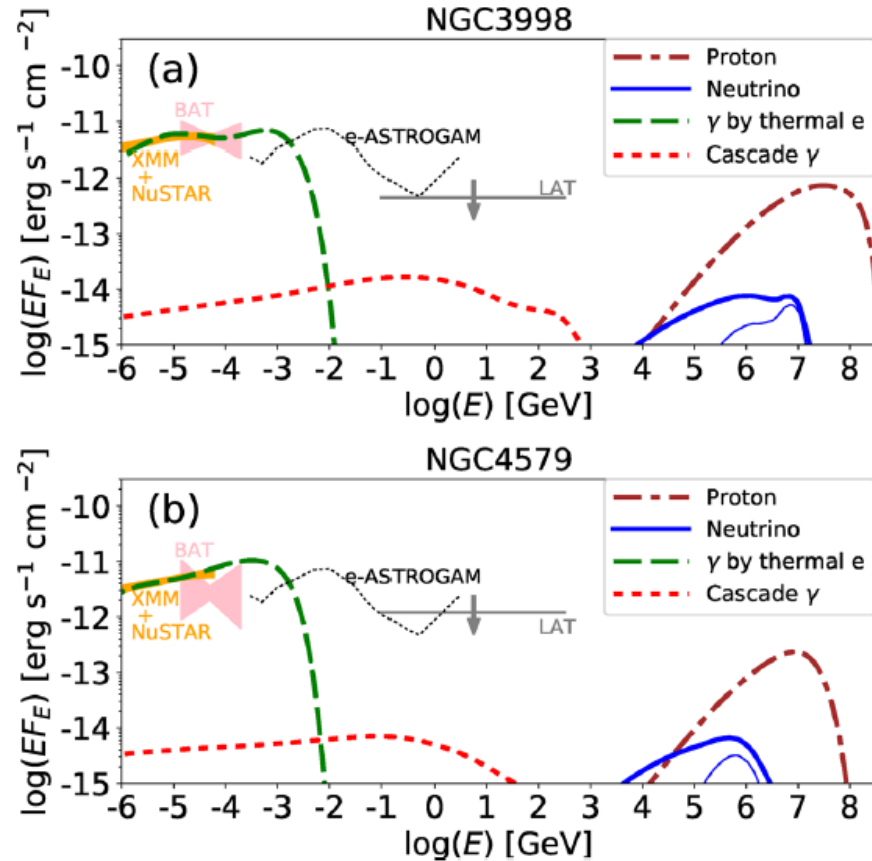 NGC3998
(a)
log(EF_E) [erg s⁻¹ cm⁻²]
-10
-11
-12
-13
-14
-15
BAT
XMM
+
NuSTAR
e-ASTROGAM
LAT
Proton
Neutrino
γ by thermal e
Cascade γ
-6 -5 -4 -3 -2 -1 0 1 2 3 4 5 6 7 8
log(E) [GeV]
NGC4579
(b)
log(EF_E) [erg s⁻¹ cm⁻²]
-10
-11
-12
-13
-14
-15
BAT
XMM
+
NuSTAR
e-ASTROGAM
LAT
Proton
Neutrino
γ by thermal e
Cascade γ
-6 -5 -4 -3 -2 -1 0 1 2 3 4 5 6 7 8
log(E) [GeV]